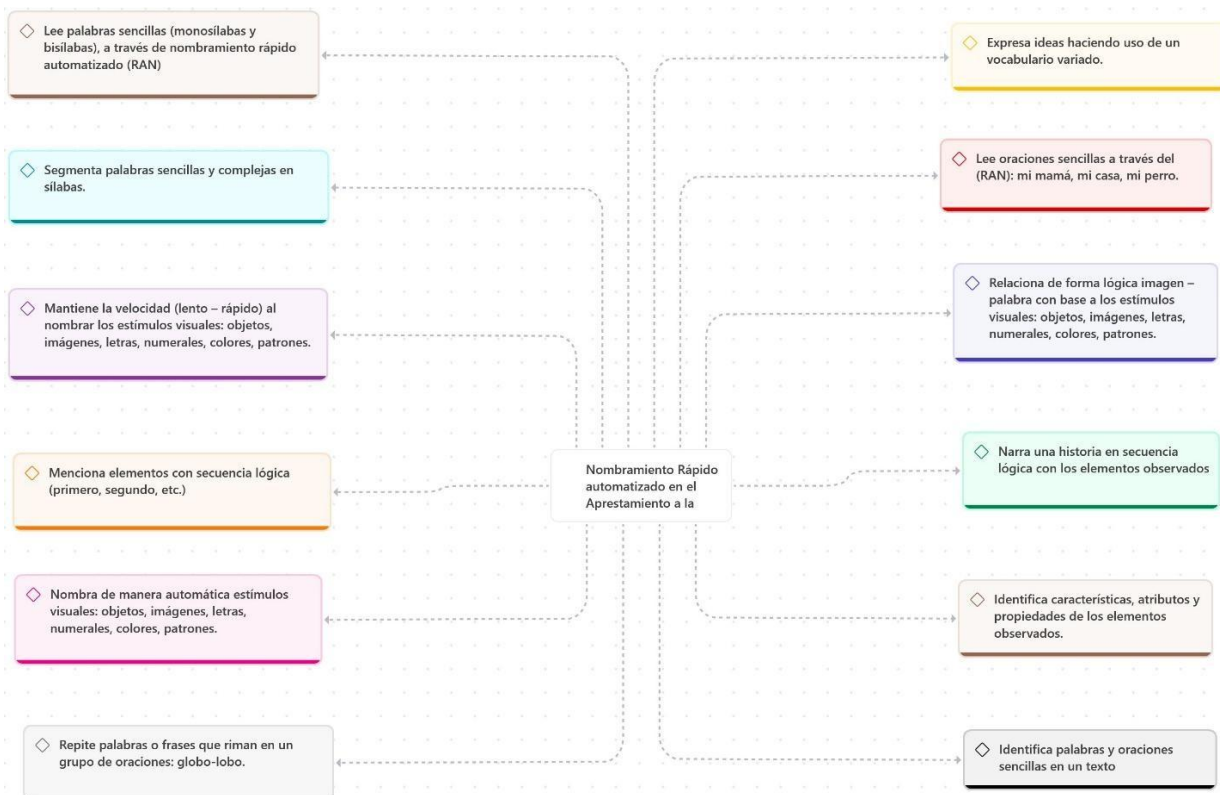 Lee palabras sencillas (monosílabas y
bisílabas), a través de nombramiento rápido
automatizado (RAN)
Segmenta palabras sencillas y complejas en
sílabas.
Mantiene la velocidad (lento – rápido) al
nombrar los estímulos visuales: objetos,
imágenes, letras, numerales, colores, patrones.
Menciona elementos con secuencia lógica
(primero, segundo, etc.)
Nombra de manera automática estímulos
visuales: objetos, imágenes, letras,
numerales, colores, patrones.
Repite palabras o frases que riman en un
grupo de oraciones: globo-lobo.
Nombramiento Rápido
automatizado en el
Aprestamiento a la
Expresa ideas haciendo uso de un
vocabulario variado.
Lee oraciones sencillas a través del
(RAN): mi mamá, mi casa, mi perro.
Relaciona de forma lógica imagen –
palabra con base a los estímulos
visuales: objetos, imágenes, letras,
numerales, colores, patrones.
Narra una historia en secuencia
lógica con los elementos observados
Identifica características, atributos y
propiedades de los elementos
observados.
Identifica palabras y oraciones
sencillas en un texto